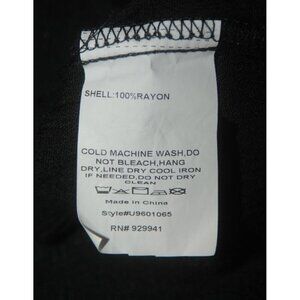 SHELL:100%RAYON
COLD MACHINE WASH,DO
NOT BLEACH,HANG
DRY,LINE DRY COOL IRON
IF NEEDED,DO NOT DRY
CLEAN
Made in China
Style#U9601065
RN# 929941